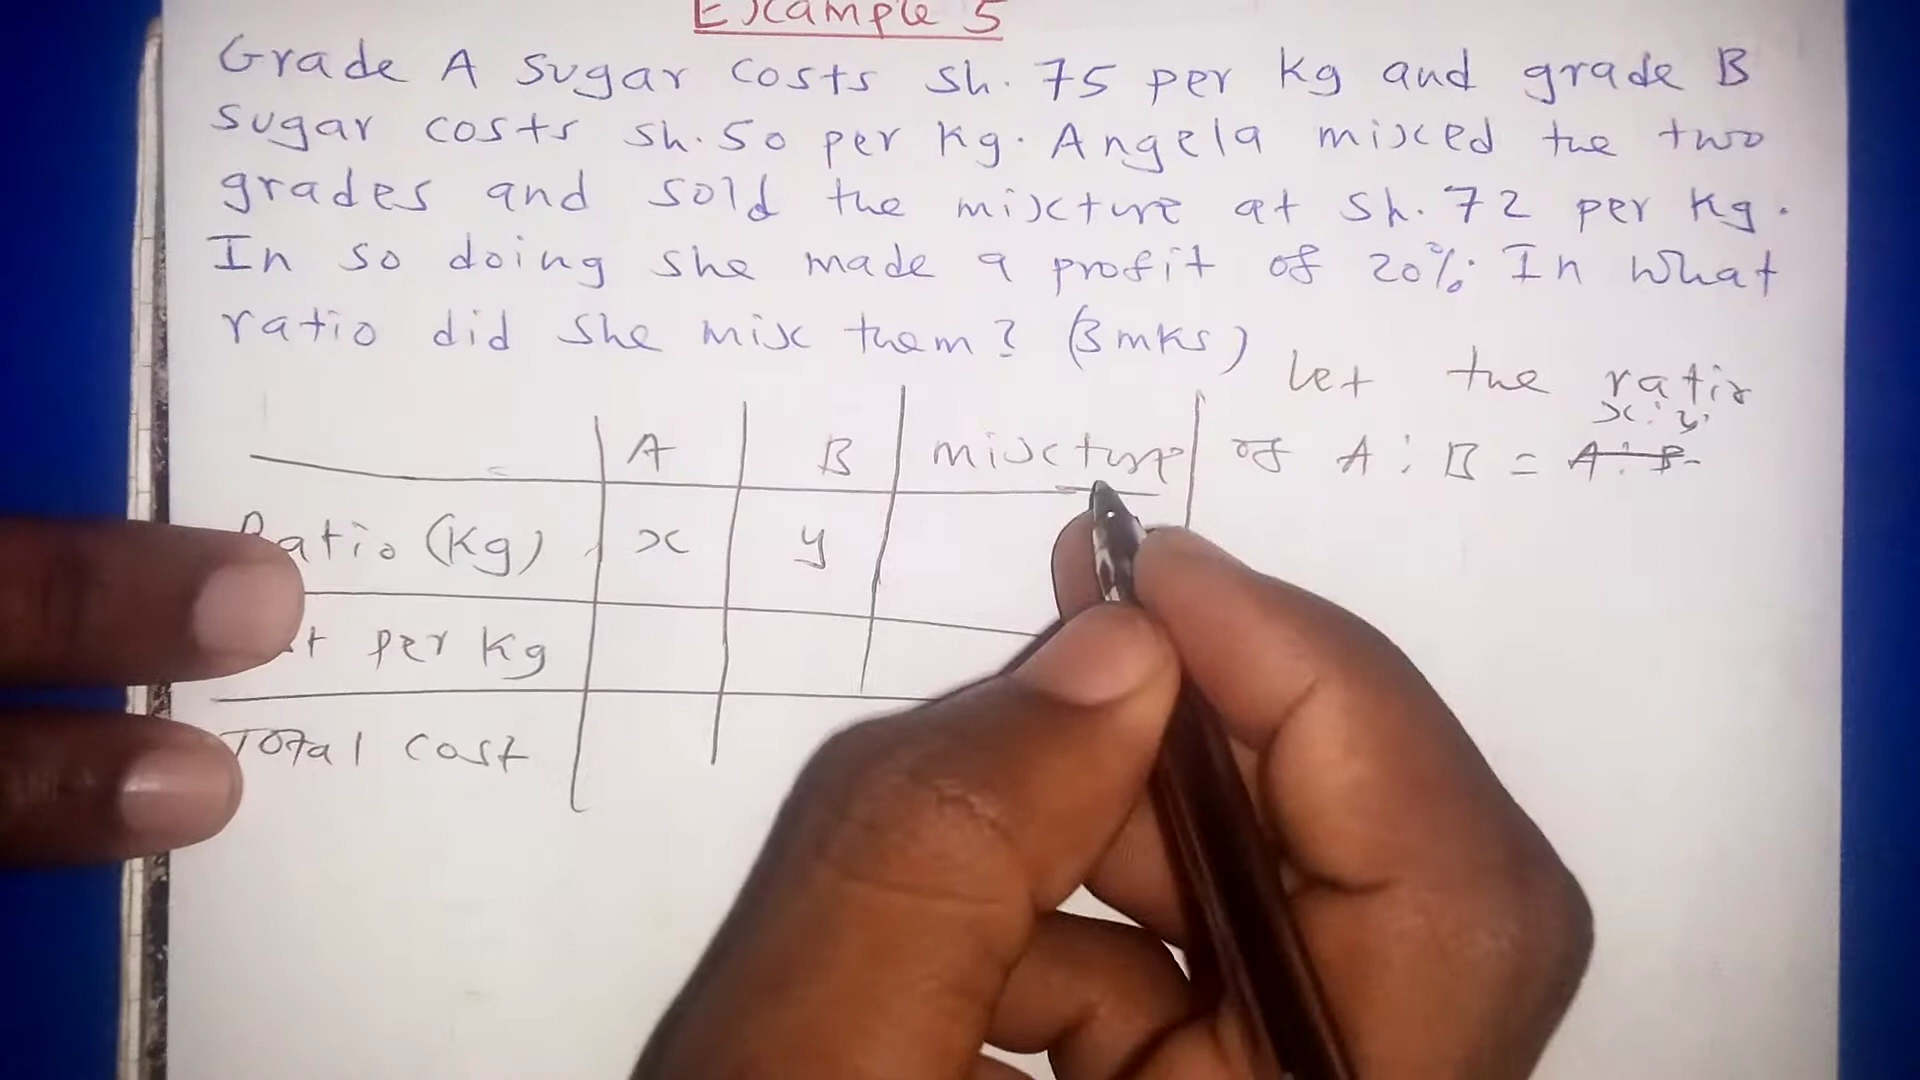 Example 5
Grade A sugar costs sh. 75 per kg and grade B
sugar costs sh. 50 per kg. Angela mixed the two
grades and sold the mixture at sh. 72 per kg.
In so doing she made a profit of 20%. In what
ratio did she mix them? (3mks)
Let the ratio
x : y
of A : B = A : B
A B mixture
Ratio (kg) x y
per kg
Total cost